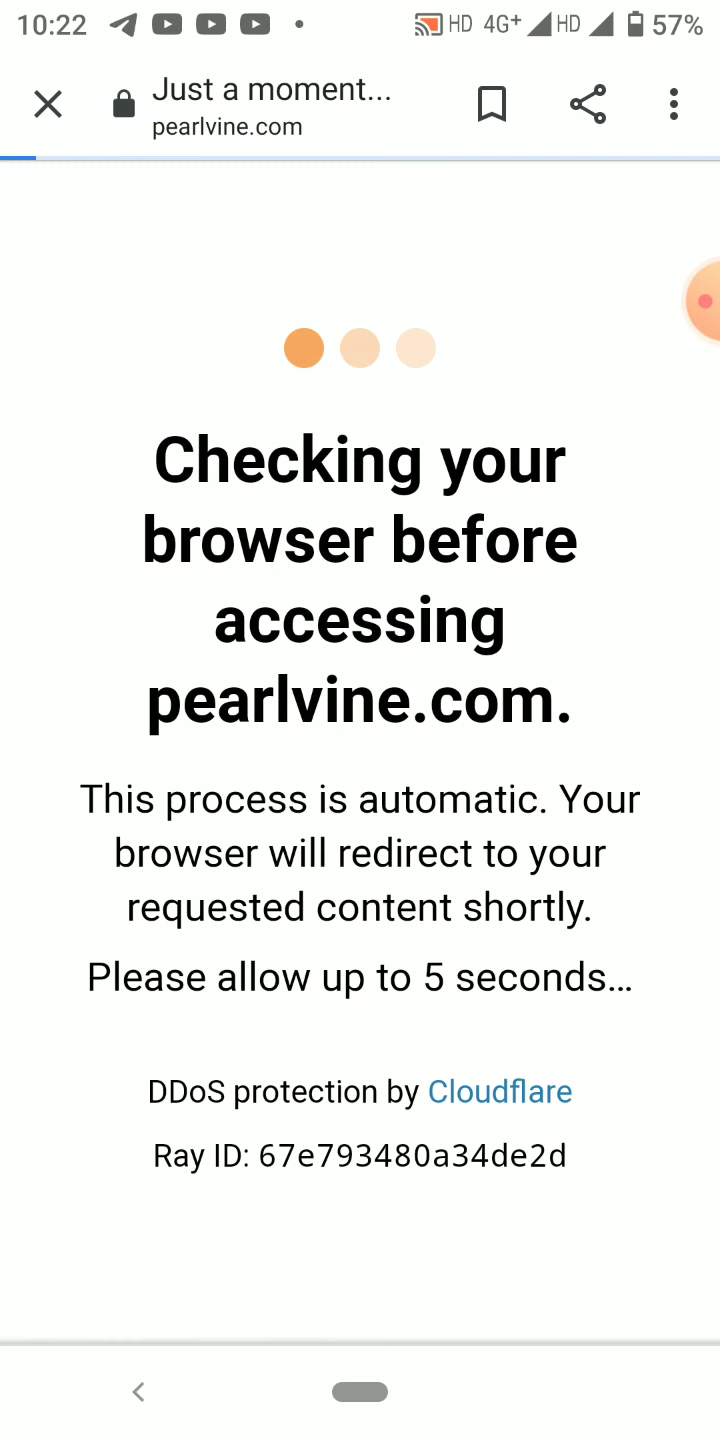 10:22 HD 4G+ HD 57%
Just a moment...
pearlvine.com
Checking your
browser before
accessing
pearlvine.com.
This process is automatic. Your
browser will redirect to your
requested content shortly.
Please allow up to 5 seconds...
DDoS protection by Cloudflare
Ray ID: 67e793480a34de2d